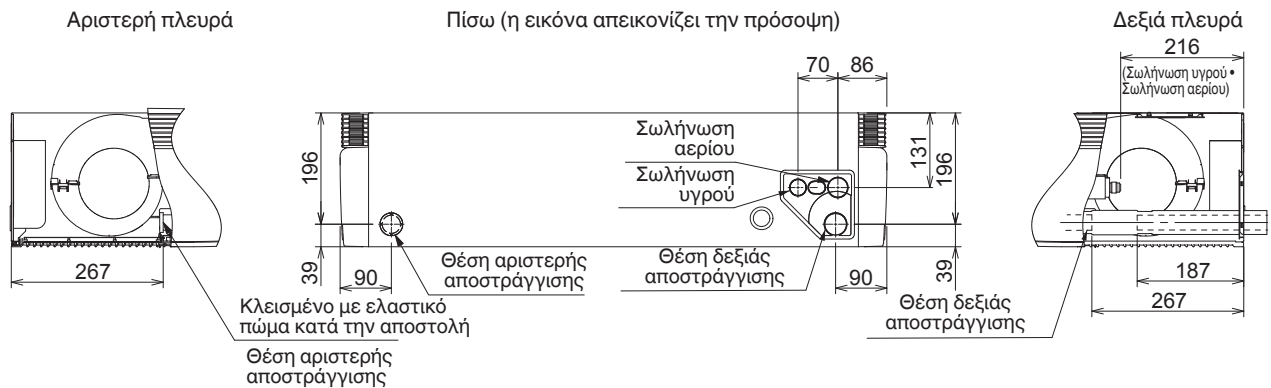 Αριστερή πλευρά
Πίσω (η εικόνα απεικονίζει την πρόσοψη)
Δεξιά πλευρά
267
Κλεισμένο με ελαστικό
πώμα κατά την αποστολή
Θέση αριστερής
αποστράγγισης
196
39
90
Θέση αριστερής
αποστράγγισης
70
86
Σωλήνωση
αερίου
Σωλήνωση
υγρού
131
196
Θέση δεξιάς
αποστράγγισης
90
39
216
(Σωλήνωση υγρού •
Σωλήνωση αερίου)
187
267
Θέση δεξιάς
αποστράγγισης